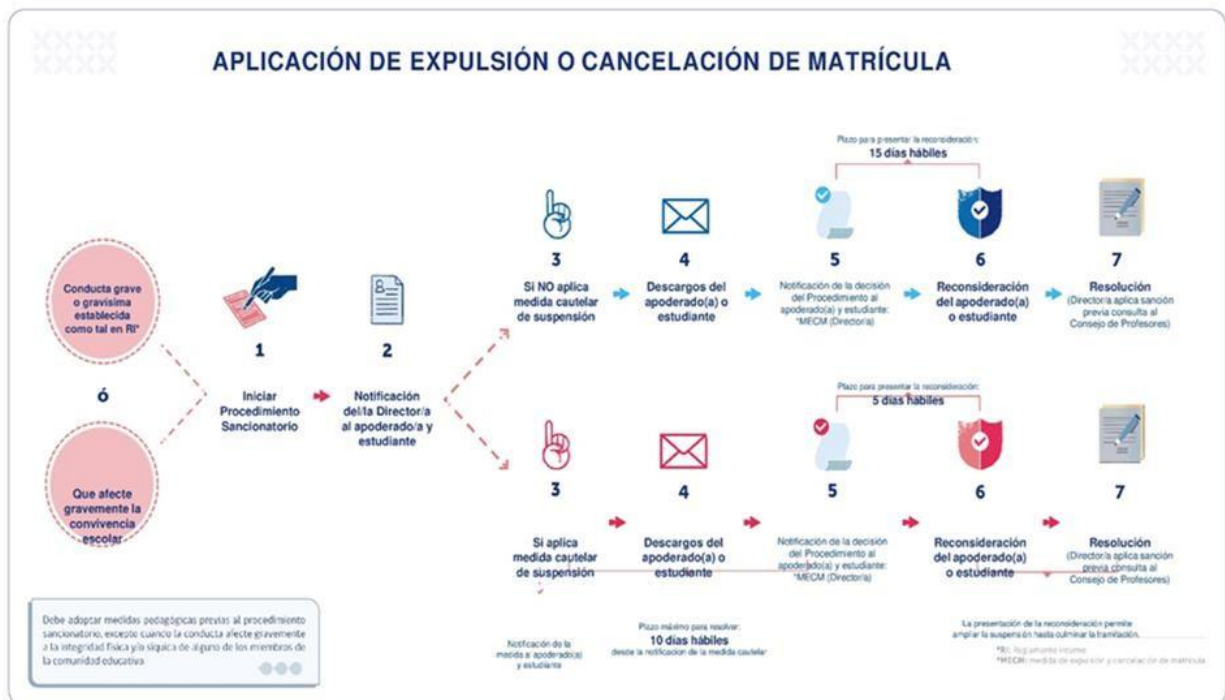 APLICACIÓN DE EXPULSIÓN O CANCELACIÓN DE MATRÍCULA
Conducta grave
o gravísima
establecida
como tal en RI*
ó
Que afecte
gravemente la
convivencia
escolar
1
Iniciar
Procedimiento
Sancionatorio
2
Notificación
del/la Director/a
al apoderado/a y
estudiante
3
Si NO aplica
medida cautelar
de suspensión
4
Descargos del
apoderado(a) o
estudiante
Plazo para presentar la reconsideración:
15 días hábiles
5
Notificación de la decisión
del Procedimiento al
apoderado(a) y estudiante:
*MECM (Director/a)
6
Reconsideración
del apoderado(a)
o estudiante
7
Resolución
(Director/a aplica sanción
previa consulta al
Consejo de Profesores)
3
Si aplica
medida cautelar
de suspensión
Notificación de la
medida al apoderado(a)
y estudiante
4
Descargos del
apoderado(a) o
estudiante
Plazo máximo para resolver:
10 días hábiles
desde la notificacion de la medida cautelar
Plazo para presentar la reconsideración:
5 días hábiles
5
Notificación de la decisión
del Procedimiento al
apoderado(a) y estudiante:
*MECM (Director/a)
6
Reconsideración
del apoderado(a)
o estudiante
7
Resolución
(Director/a aplica sanción
previa consulta al
Consejo de Profesores)
La presentación de la reconsideración permite
ampliar la suspensión hasta culminar la tramitación.
*RI: Reglamento Interno
*MECM: medida de expulsión y cancelación de matrícula
Debe adoptar medidas pedagógicas previas al procedimiento
sancionatorio, excepto cuando la conducta afecte gravemente
a la integridad física y/o síquica de alguno de los miembros de
la comunidad educativa